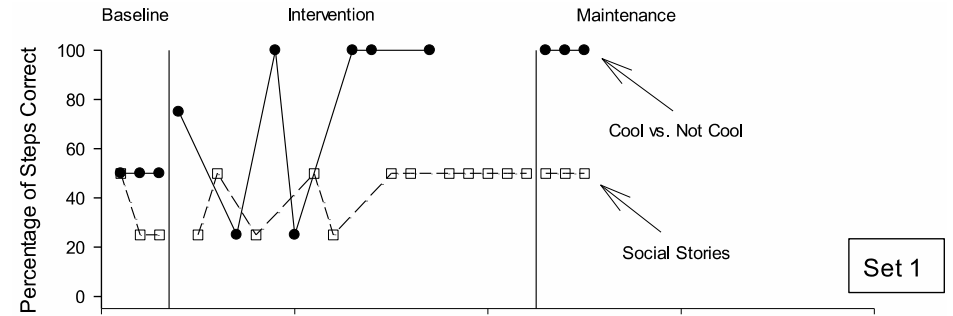 Baseline Intervention Maintenance
Percentage of Steps Correct
100
80
60
40
20
0
Cool vs. Not Cool
Social Stories
Set 1